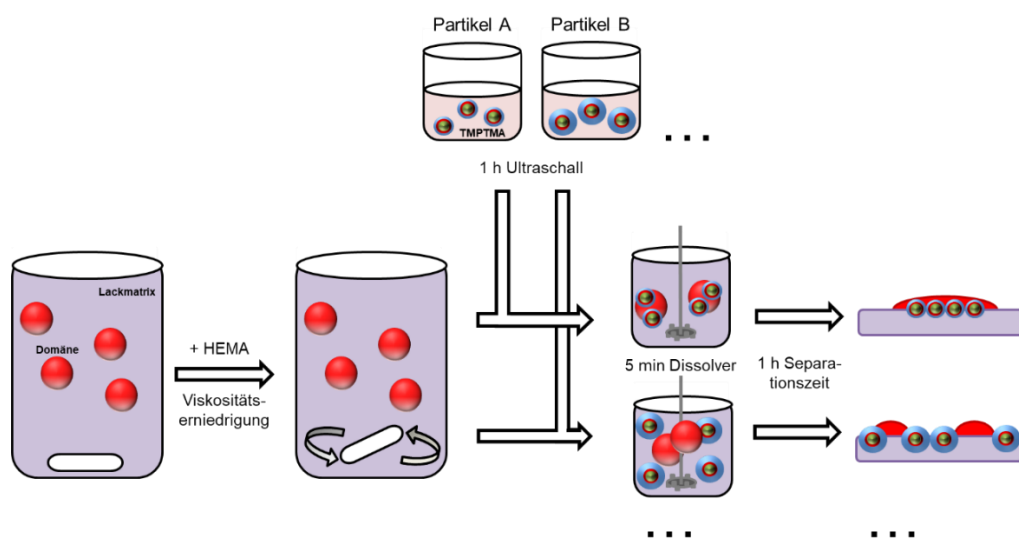 Partikel A
Partikel B
TMPTMA
. . .
1 h Ultraschall
Lackmatrix
Domäne
+ HEMA
Viskositäts-
erniedrigung
5 min Dissolver
1 h Separa-
tionszeit
. . .
. . .